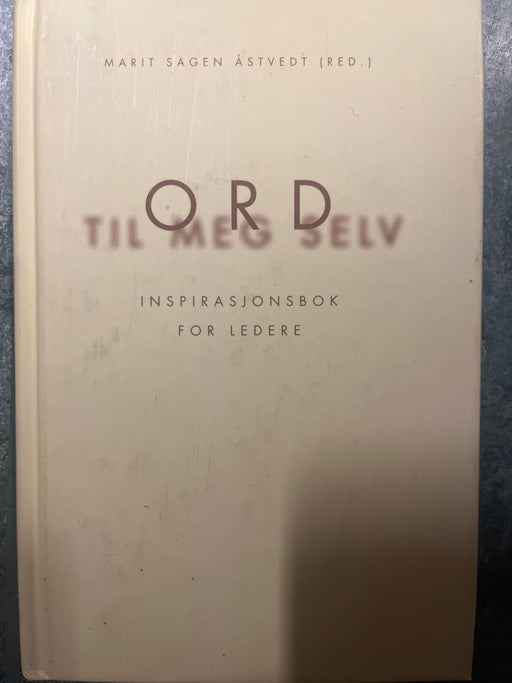 MARIT SAGEN ÅSTVEDT (RED.)
ORD
TIL MEG SELV
INSPIRASJONSBOK
FOR LEDERE